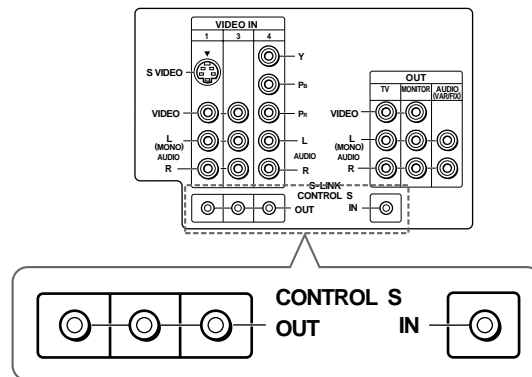 VIDEO IN
1 3 4
S VIDEO
Y
PB
VIDEO
PR
L
(MONO)
AUDIO
R
L
AUDIO
R
OUT
TV MONITOR AUDIO
(VAR/FIX)
VIDEO
L
(MONO)
AUDIO
R
S-LINK
CONTROL S
OUT
IN
CONTROL S
OUT
IN